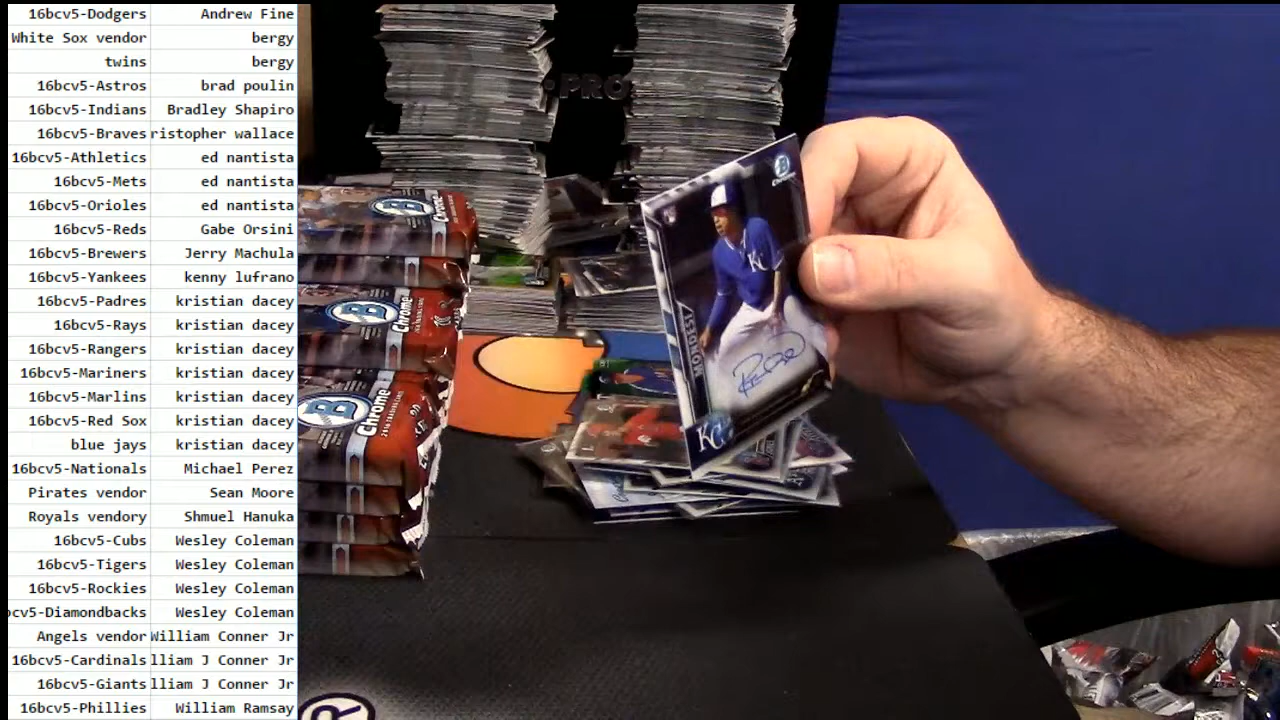 16bcv5-Dodgers Andrew Fine
White Sox vendor bergy
twins bergy
16bcv5-Astros brad poulin
16bcv5-Indians Bradley Shapiro
16bcv5-Braves ristopher wallace
16bcv5-Athletics ed nantista
16bcv5-Mets ed nantista
16bcv5-Orioles ed nantista
16bcv5-Reds Gabe Orsini
16bcv5-Brewers Jerry Machula
16bcv5-Yankees kenny lufrano
16bcv5-Padres kristian dacey
16bcv5-Rays kristian dacey
16bcv5-Rangers kristian dacey
16bcv5-Mariners kristian dacey
16bcv5-Marlins kristian dacey
16bcv5-Red Sox kristian dacey
blue jays kristian dacey
16bcv5-Nationals Michael Perez
Pirates vendor Sean Moore
Royals vendory Shmuel Hanuka
16bcv5-Cubs Wesley Coleman
16bcv5-Tigers Wesley Coleman
16bcv5-Rockies Wesley Coleman
ocv5-Diamondbacks Wesley Coleman
Angels vendor William Conner Jr
16bcv5-Cardinals lliam J Conner Jr
16bcv5-Giants lliam J Conner Jr
16bcv5-Phillies William Ramsay
PRO
B Chrome
B Chrome
B Chrome
B Chrome
KC
MONDESI
KC
R